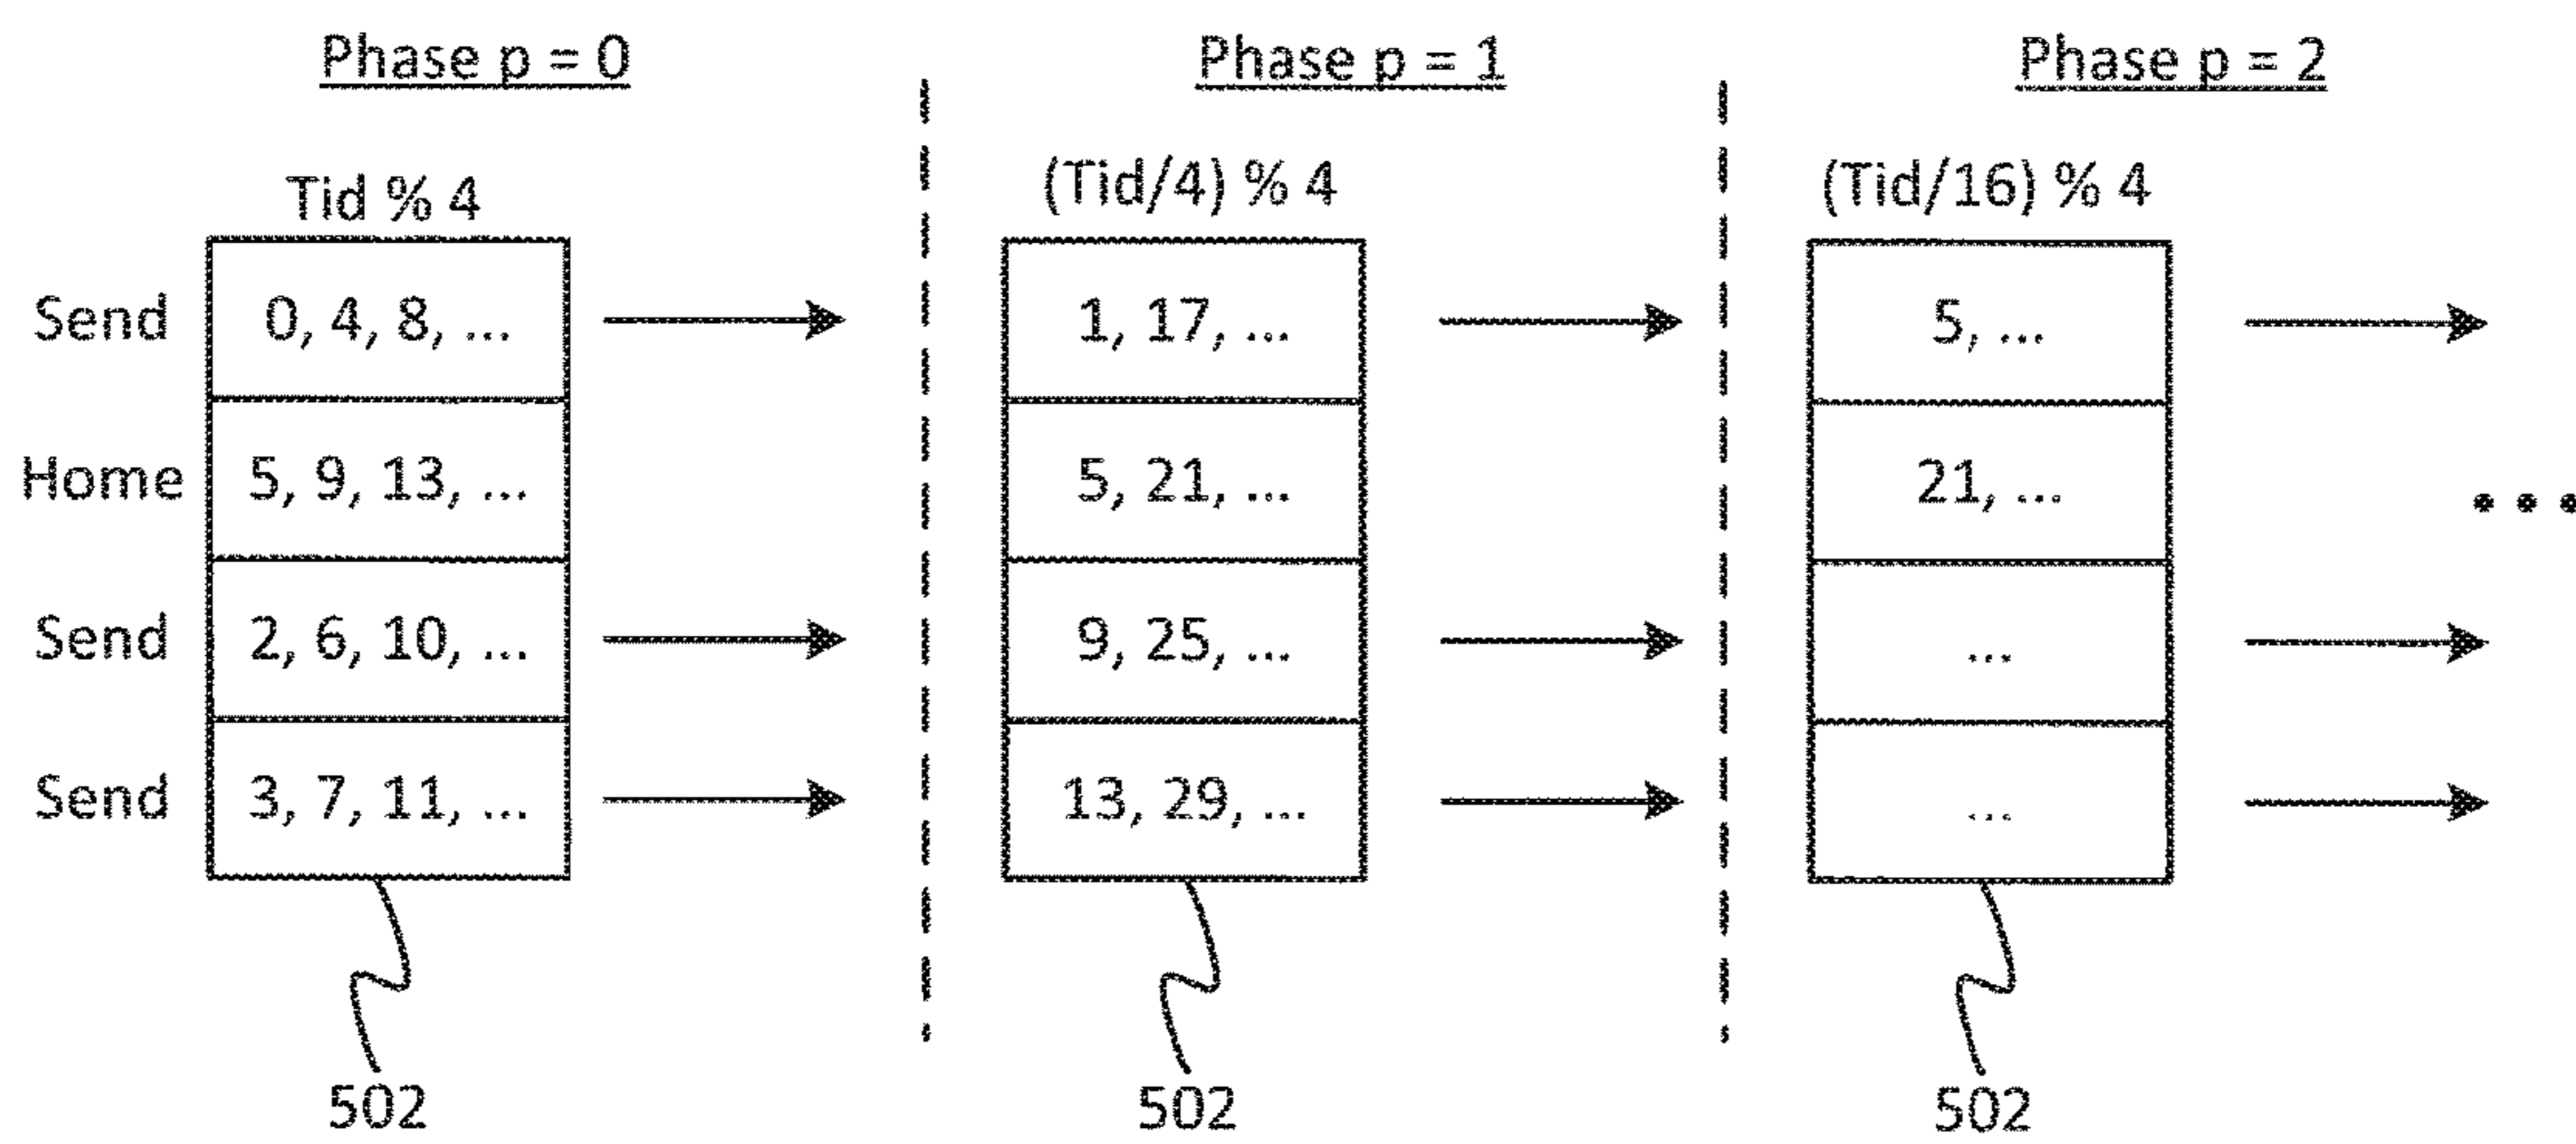 Phase p = 0 Phase p = 1 Phase p = 2
Tid % 4 (Tid/4) % 4 (Tid/16) % 4
Send 0, 4, 8, ... 1, 17, ... 5, ...
Home 5, 9, 13, ... 5, 21, ... 21, ...
Send 2, 6, 10, ... 9, 25, ... ...
Send 3, 7, 11, ... 13, 29, ... ...
502 502 502